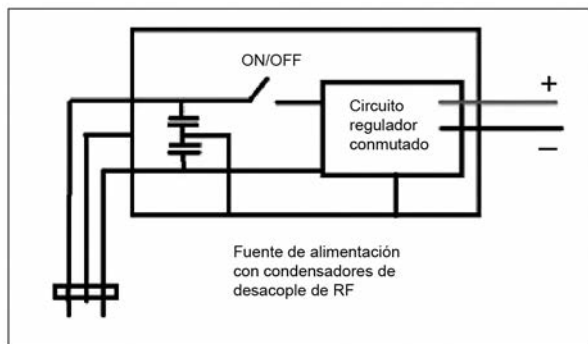 ON/OFF
Circuito
regulador
conmutado
+
—
Fuente de alimentación
con condensadores de
desacople de RF